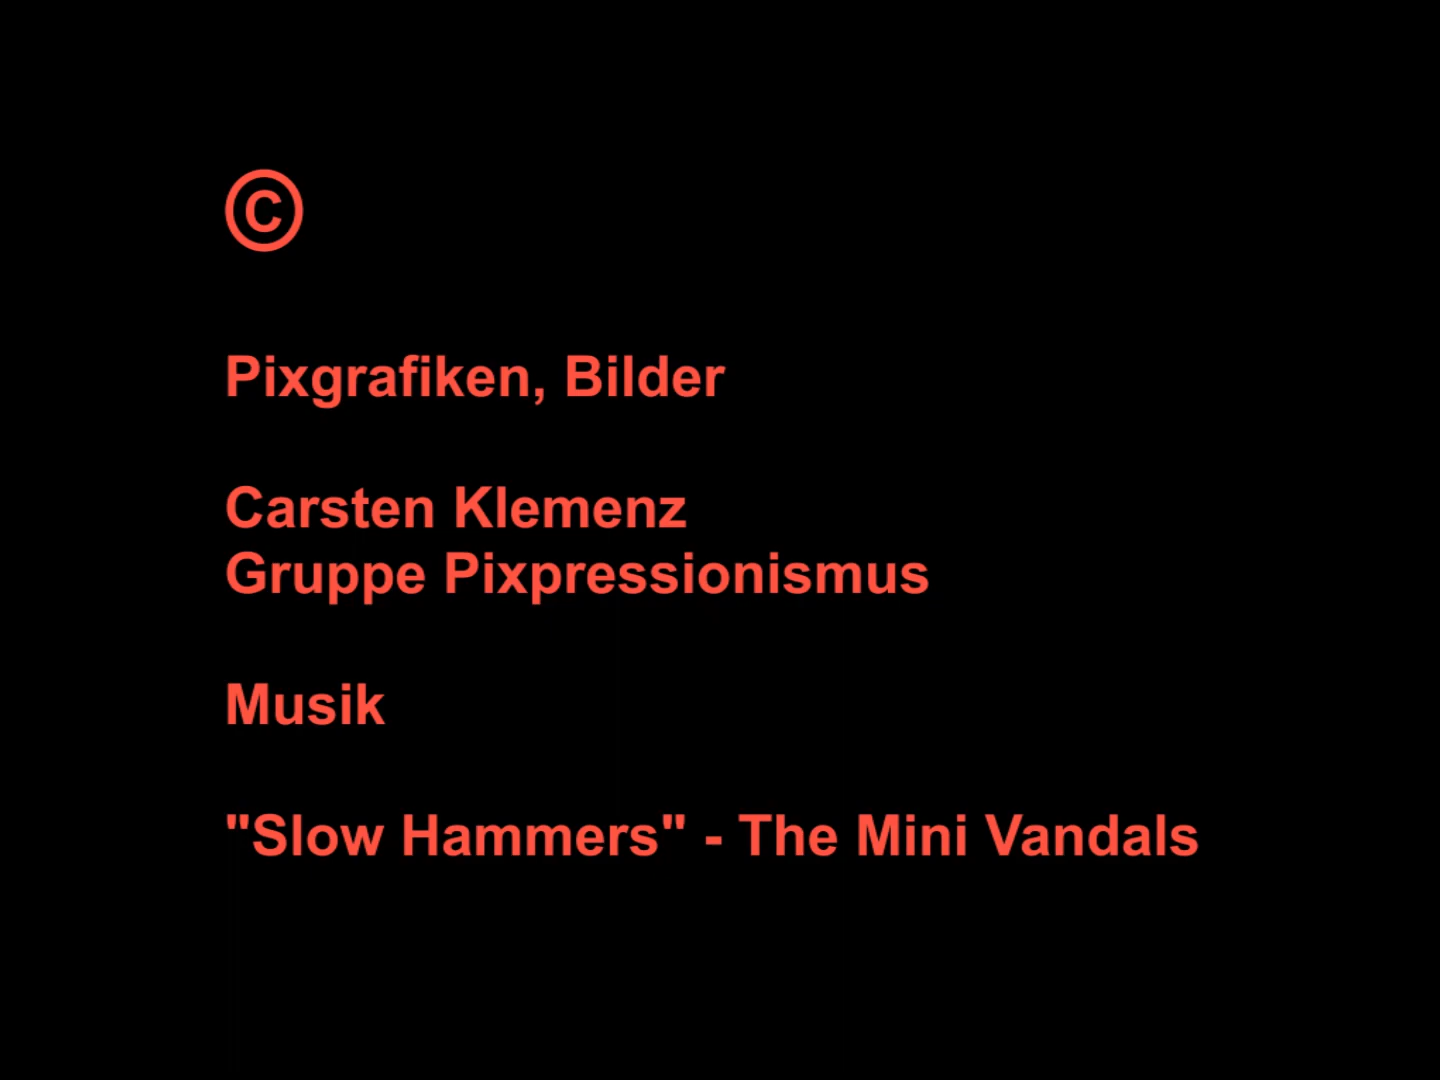 ©
Pixgrafiken, Bilder
Carsten Klemenz
Gruppe Pixpressionismus
Musik
"Slow Hammers" - The Mini Vandals